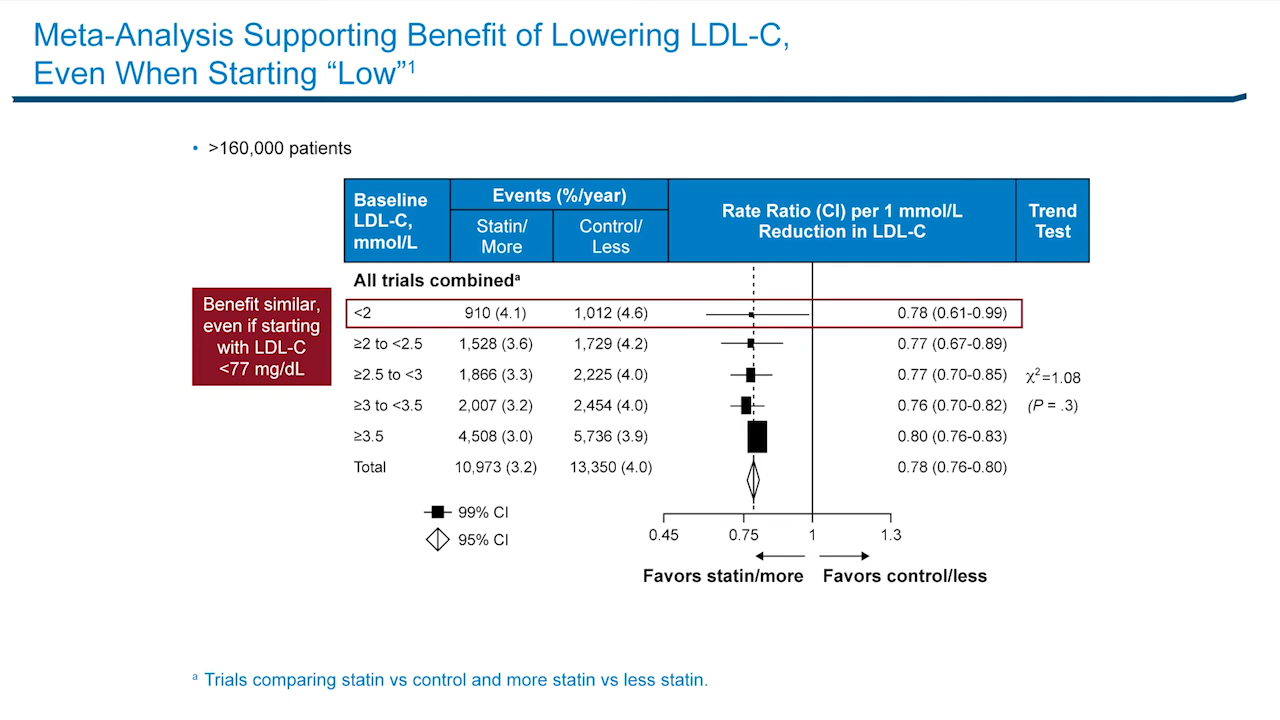 Meta-Analysis Supporting Benefit of Lowering LDL-C,
Even When Starting “Low”¹
• >160,000 patients
Baseline
LDL-C,
mmol/L
Events (%/year)
Statin/
More
Control/
Less
Rate Ratio (CI) per 1 mmol/L
Reduction in LDL-C
Trend
Test
All trials combinedᵃ
Benefit similar,
even if starting
with LDL-C
<77 mg/dL
<2 910 (4.1) 1,012 (4.6) 0.78 (0.61-0.99)
≥2 to <2.5 1,528 (3.6) 1,729 (4.2) 0.77 (0.67-0.89)
≥2.5 to <3 1,866 (3.3) 2,225 (4.0) 0.77 (0.70-0.85) χ²=1.08
≥3 to <3.5 2,007 (3.2) 2,454 (4.0) 0.76 (0.70-0.82) (P = .3)
≥3.5 4,508 (3.0) 5,736 (3.9) 0.80 (0.76-0.83)
Total 10,973 (3.2) 13,350 (4.0) 0.78 (0.76-0.80)
99% CI
95% CI
0.45 0.75 1 1.3
Favors statin/more Favors control/less
ᵃ Trials comparing statin vs control and more statin vs less statin.